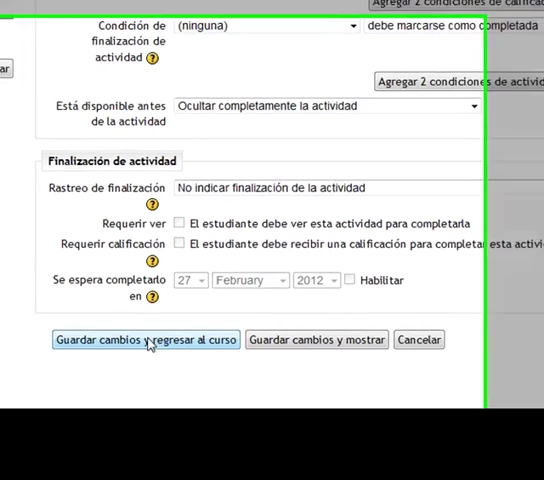 Agregar 2 condiciones de calificac
Condición de (ninguna) debe marcarse como completada
finalización de
actividad ?
ar
Agregar 2 condiciones de activid
Está disponible antes Ocultar completamente la actividad
de la actividad
Finalización de actividad
Rastreo de finalización No indicar finalización de la actividad
?
Requerir ver El estudiante debe ver esta actividad para completarla
Requerir calificación El estudiante debe recibir una calificación para completar esta activi
?
Se espera completarlo 27 February 2012 Habilitar
en ?
Guardar cambios y regresar al curso Guardar cambios y mostrar Cancelar